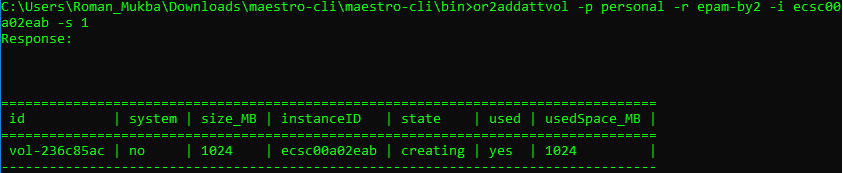 C:\Users\Roman_Mukba\Downloads\maestro-cli\maestro-cli\bin>or2addattvol -p personal -r epam-by2 -i ecsc00
a02eab -s 1
Response:
================================================================================
id | system | size_MB | instanceID | state | used | usedSpace_MB |
================================================================================
vol-236c85ac | no | 1024 | ecsc00a02eab | creating | yes | 1024 |
--------------------------------------------------------------------------------